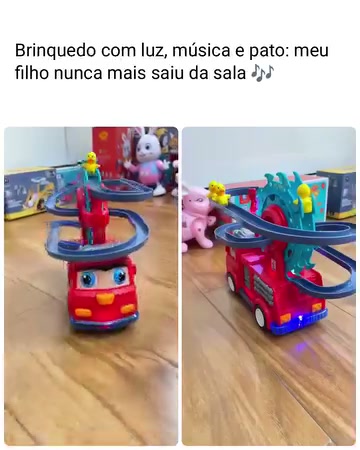 Brinquedo com luz, música e pato: meu
filho nunca mais saiu da sala 🎶